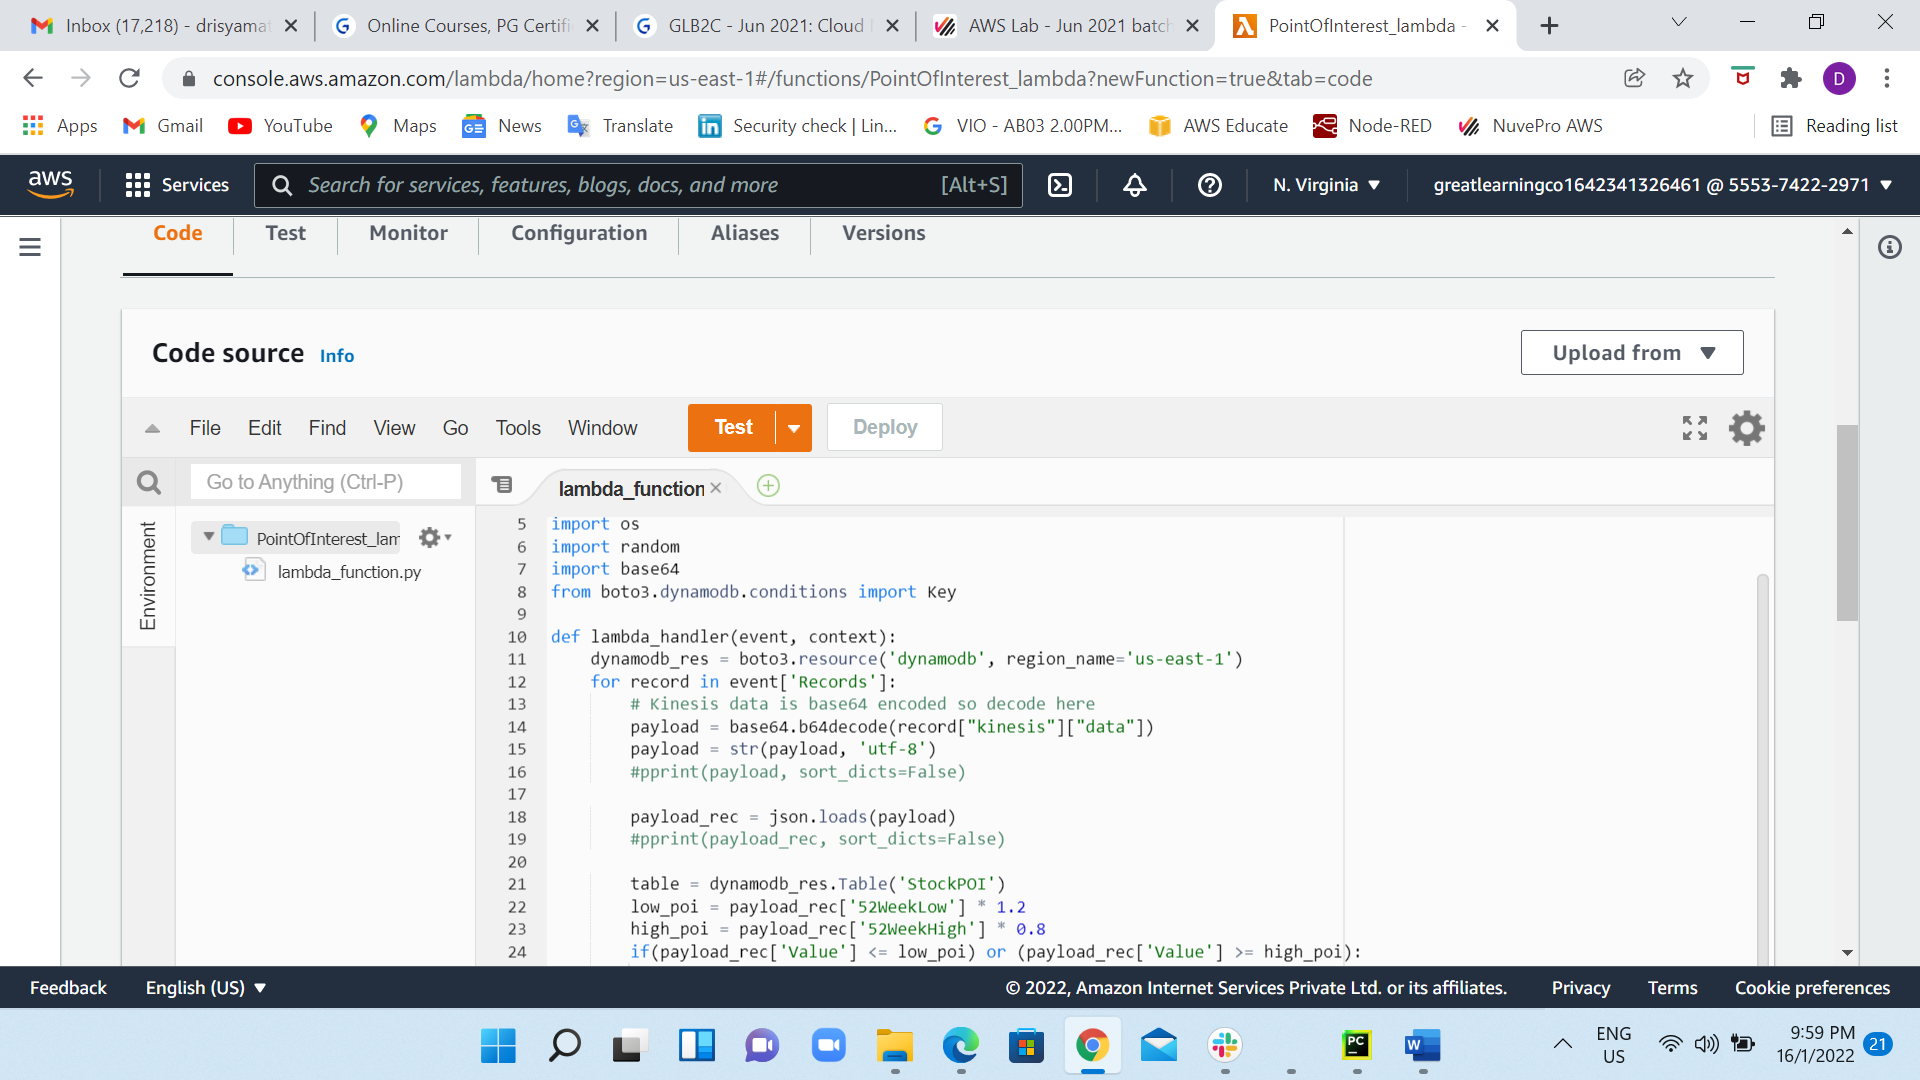 Inbox (17,218) - drisyamat
Online Courses, PG Certifi
GLB2C - Jun 2021: Cloud
AWS Lab - Jun 2021 batch
PointOfInterest_lambda -
console.aws.amazon.com/lambda/home?region=us-east-1#/functions/PointOfInterest_lambda?newFunction=true&tab=code
D
Apps
Gmail
YouTube
Maps
News
Translate
Security check | Lin...
VIO - AB03 2.00PM...
AWS Educate
Node-RED
NuvePro AWS
Reading list
aws
Services
Search for services, features, blogs, docs, and more
[Alt+S]
N. Virginia
greatlearningco1642341326461 @ 5553-7422-2971
Code
Test
Monitor
Configuration
Aliases
Versions
Code source
Info
Upload from
File
Edit
Find
View
Go
Tools
Window
Test
Deploy
Go to Anything (Ctrl-P)
lambda_function
Environment
PointOfInterest_lam
lambda_function.py
5 import os
6 import random
7 import base64
8 from boto3.dynamodb.conditions import Key
9
10 def lambda_handler(event, context):
11 dynamodb_res = boto3.resource('dynamodb', region_name='us-east-1')
12 for record in event['Records']:
13 # Kinesis data is base64 encoded so decode here
14 payload = base64.b64decode(record["kinesis"]["data"])
15 payload = str(payload, 'utf-8')
16 #pprint(payload, sort_dicts=False)
17
18 payload_rec = json.loads(payload)
19 #pprint(payload_rec, sort_dicts=False)
20
21 table = dynamodb_res.Table('StockPOI')
22 low_poi = payload_rec['52WeekLow'] * 1.2
23 high_poi = payload_rec['52WeekHigh'] * 0.8
24 if(payload_rec['Value'] <= low_poi) or (payload_rec['Value'] >= high_poi):
Feedback
English (US)
© 2022, Amazon Internet Services Private Ltd. or its affiliates.
Privacy
Terms
Cookie preferences
PC
W
ENG
US
9:59 PM
16/1/2022
21